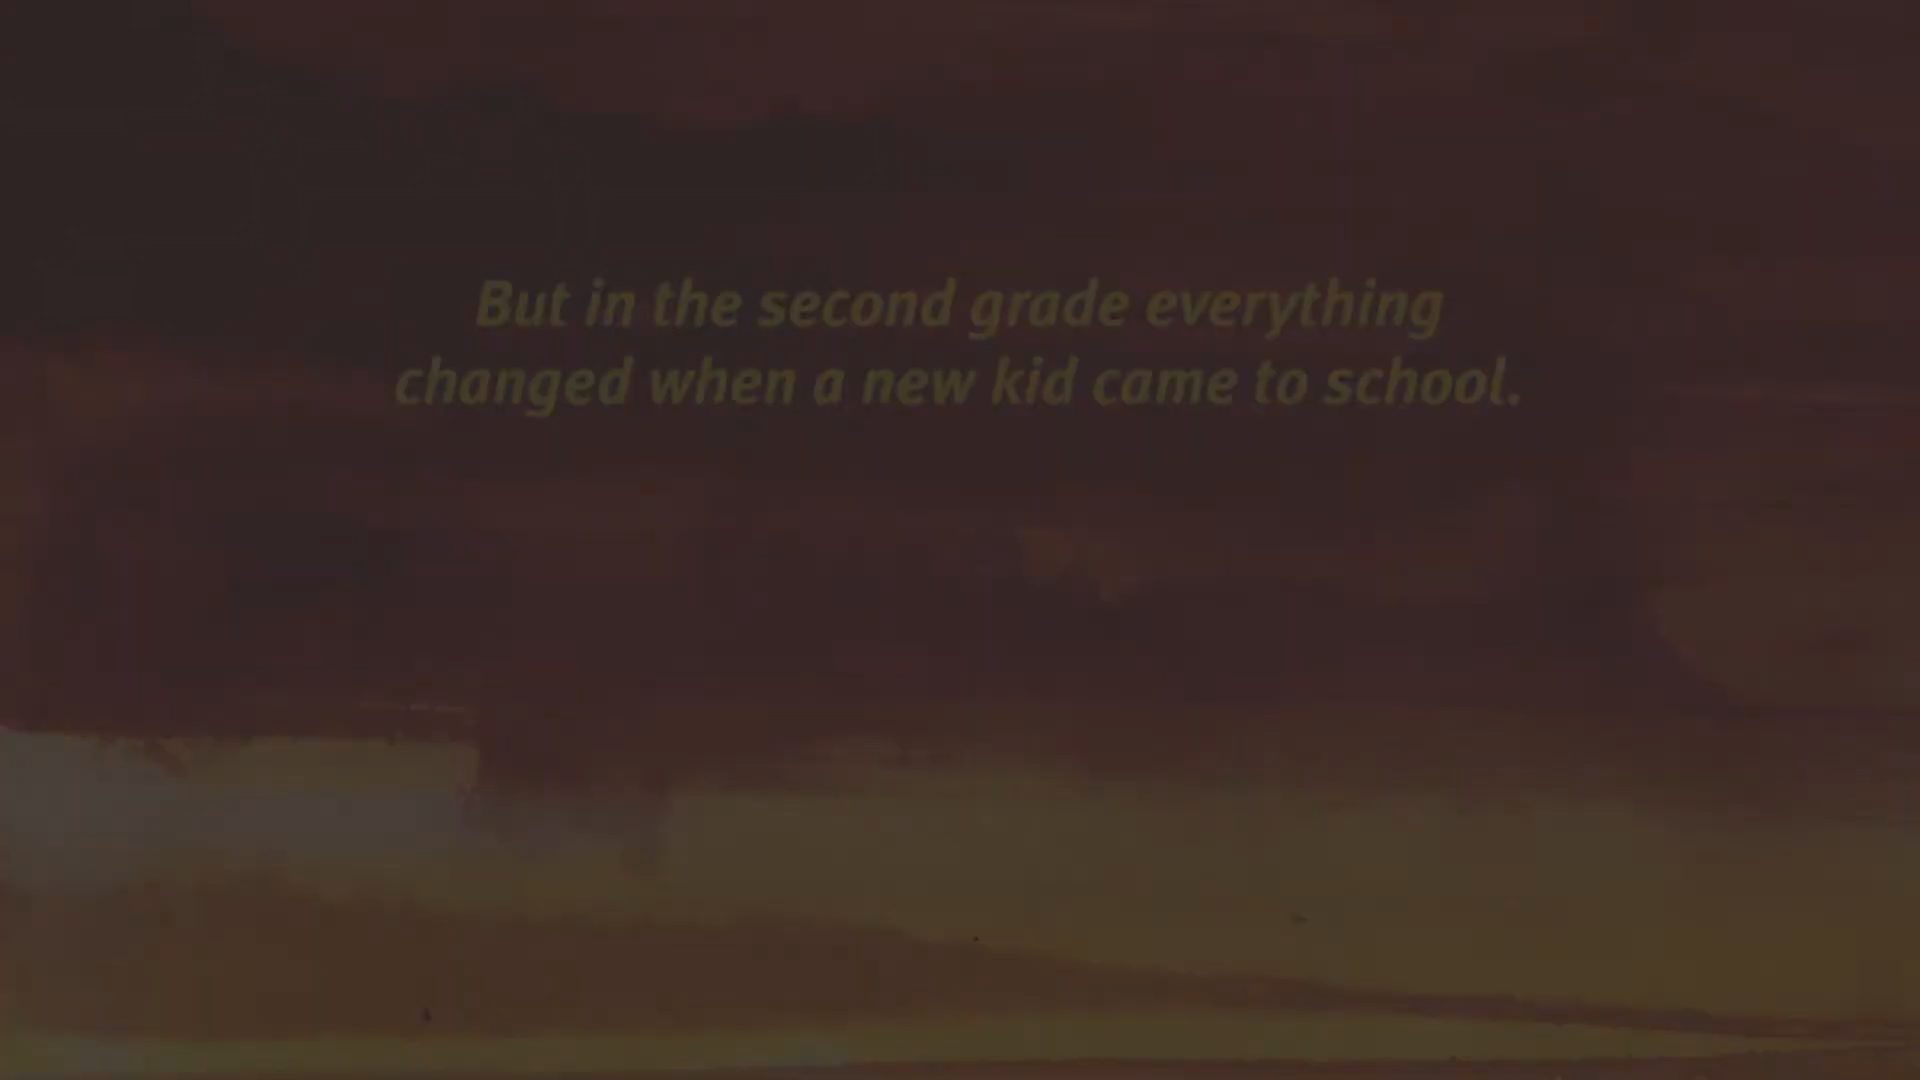 But in the second grade everything
changed when a new kid came to school.